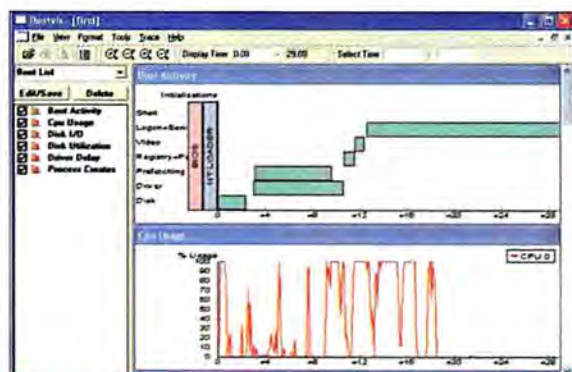 Bootvis - [first]
File View Format Tools Trace Help
Display Time 0.00 - 29.00 Select Time
Boot List
Edit/Save Delete
Boot Activity
Cpu Usage
Disk I/O
Disk Utilization
Driver Delay
Process Creates
Boot Activity
Initialisations
Shell
Video
Prefetching
Driver
Disk
BIOS
NT LOADER
0 +4 +8 +12 +16 +20 +24 +28
Cpu Usage
% Usage
CPU 0
100
90
80
70
60
50
40
30
20
10
0
0 +4 +8 +12 +16 +20 +24 +28